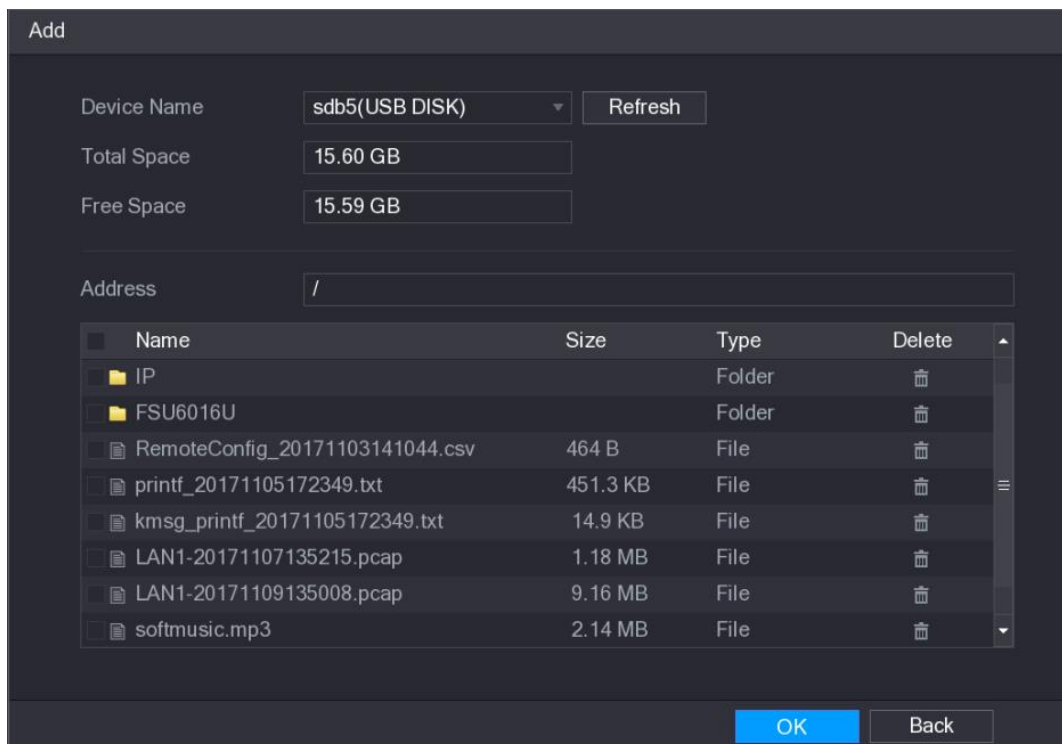 Add
Device Name sdb5(USB DISK) Refresh
Total Space 15.60 GB
Free Space 15.59 GB
Address /
Name Size Type Delete
IP Folder
FSU6016U Folder
RemoteConfig_20171103141044.csv 464 B File
printf_20171105172349.txt 451.3 KB File
kmsg_printf_20171105172349.txt 14.9 KB File
LAN1-20171107135215.pcap 1.18 MB File
LAN1-20171109135008.pcap 9.16 MB File
softmusic.mp3 2.14 MB File
OK Back